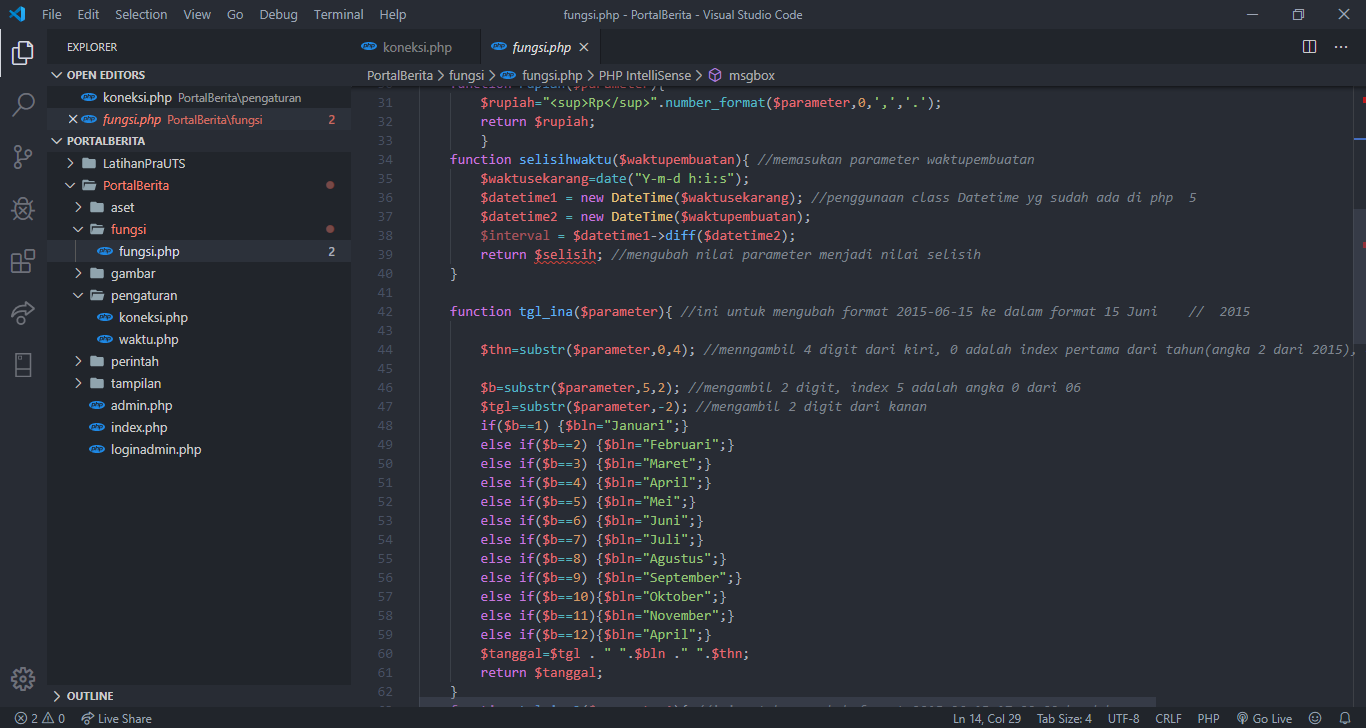 File Edit Selection View Go Debug Terminal Help fungsi.php - PortalBerita - Visual Studio Code
EXPLORER
OPEN EDITORS
koneksi.php PortalBerita\pengaturan
fungsi.php PortalBerita\fungsi 2
PORTALBERITA
LatihanPraUTS
PortalBerita
aset
fungsi
fungsi.php 2
gambar
pengaturan
koneksi.php
waktu.php
perintah
tampilan
admin.php
index.php
loginadmin.php
OUTLINE
koneksi.php fungsi.php
PortalBerita > fungsi > fungsi.php > PHP IntelliSense > msgbox
31 $rupiah="<sup>Rp</sup>".number_format($parameter,0,',','.');
32 return $rupiah;
33 }
34 function selisihwaktu($waktupembuatan){ //memasukan parameter waktupembuatan
35 $waktusekarang=date("Y-m-d h:i:s");
36 $datetime1 = new DateTime($waktusekarang); //penggunaan class Datetime yg sudah ada di php 5
37 $datetime2 = new DateTime($waktupembuatan);
38 $interval = $datetime1->diff($datetime2);
39 return $selisih; //mengubah nilai parameter menjadi nilai selisih
40 }
41
42 function tgl_ina($parameter){ //ini untuk mengubah format 2015-06-15 ke dalam format 15 Juni // 2015
43
44 $thn=substr($parameter,0,4); //menngambil 4 digit dari kiri, 0 adalah index pertama dari tahun(angka 2 dari 2015),
45
46 $b=substr($parameter,5,2); //mengambil 2 digit, index 5 adalah angka 0 dari 06
47 $tgl=substr($parameter,-2); //mengambil 2 digit dari kanan
48 if($b==1) {$bln="Januari";}
49 else if($b==2) {$bln="Februari";}
50 else if($b==3) {$bln="Maret";}
51 else if($b==4) {$bln="April";}
52 else if($b==5) {$bln="Mei";}
53 else if($b==6) {$bln="Juni";}
54 else if($b==7) {$bln="Juli";}
55 else if($b==8) {$bln="Agustus";}
56 else if($b==9) {$bln="September";}
57 else if($b==10){$bln="Oktober";}
58 else if($b==11){$bln="November";}
59 else if($b==12){$bln="April";}
60 $tanggal=$tgl . " ".$bln ." ".$thn;
61 return $tanggal;
62 }
2 0 Live Share Ln 14, Col 29 Tab Size: 4 UTF-8 CRLF PHP Go Live